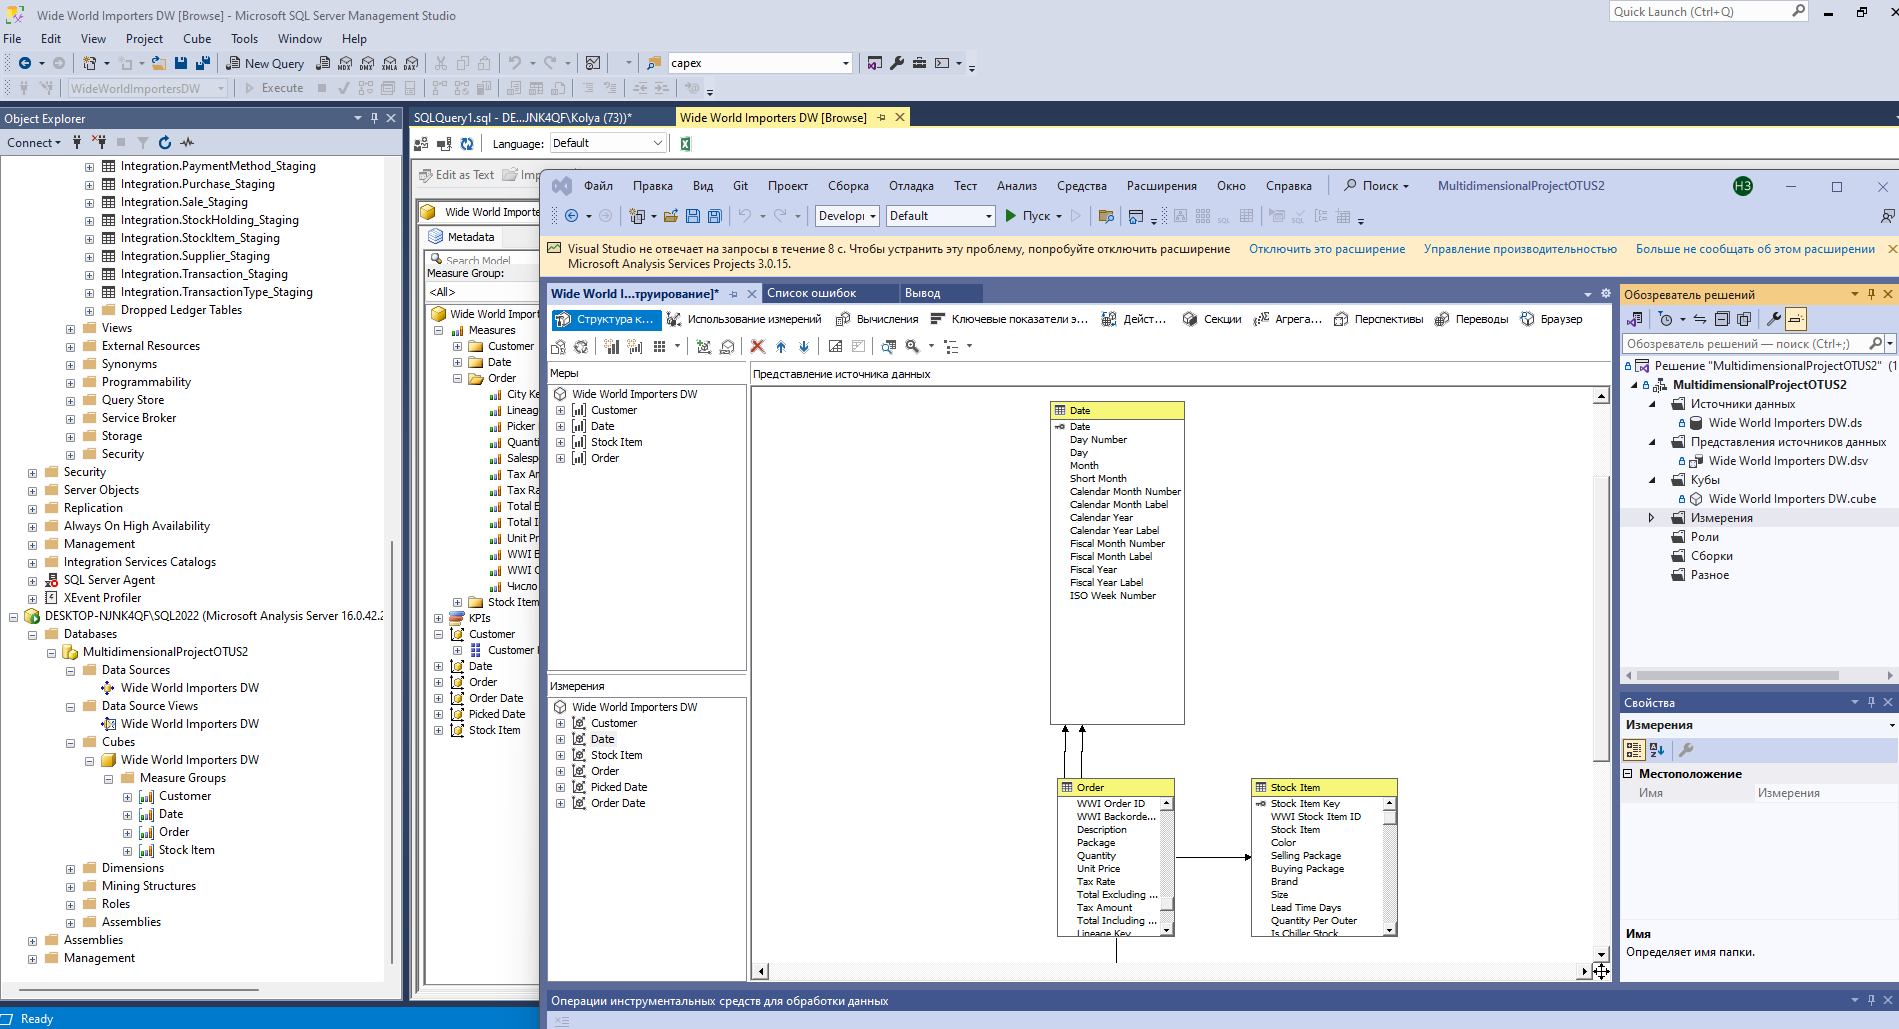 Wide World Importers DW [Browse] - Microsoft SQL Server Management Studio
Quick Launch (Ctrl+Q)
File Edit View Project Cube Tools Window Help
New Query
MDX DMX XMLA DAX
capex
WideWorldImportersDW
Execute
Object Explorer
Connect
Integration.PaymentMethod_Staging
Integration.Purchase_Staging
Integration.Sale_Staging
Integration.StockHolding_Staging
Integration.StockItem_Staging
Integration.Supplier_Staging
Integration.Transaction_Staging
Integration.TransactionType_Staging
Dropped Ledger Tables
Views
External Resources
Synonyms
Programmability
Query Store
Service Broker
Storage
Security
Security
Server Objects
Replication
Always On High Availability
Management
Integration Services Catalogs
SQL Server Agent
XEvent Profiler
DESKTOP-NJNK4QF\SQL2022 (Microsoft Analysis Server 16.0.42.2
Databases
MultidimensionalProjectOTUS2
Data Sources
Wide World Importers DW
Data Source Views
Wide World Importers DW
Cubes
Wide World Importers DW
Measure Groups
Customer
Date
Order
Stock Item
Dimensions
Mining Structures
Roles
Assemblies
Assemblies
Management
Ready
SQLQuery1.sql - DE...JNK4QF\Kolya (73))*
Wide World Importers DW [Browse]
Language: Default
Edit as Text Imp
Wide World Importe
Metadata
Search Model
Measure Group:
<All>
Wide World Import
Measures
Customer
Date
Order
City Ke
Lineag
Picker
Quanti
Salesp
Tax An
Tax Ra
Total E
Total I
Unit Pr
WWI B
WWI O
Число
Stock Item
KPIs
Customer
Customer
Date
Order
Order Date
Picked Date
Stock Item
Файл Правка Вид Git Проект Сборка Отладка Тест Анализ Средства Расширения Окно Справка Поиск MultidimensionalProjectOTUS2
НЗ
Develop Default Пуск
Visual Studio не отвечает на запросы в течение 8 с. Чтобы устранить эту проблему, попробуйте отключить расширение
Microsoft Analysis Services Projects 3.0.15.
Отключить это расширение Управление производительностью Больше не сообщать об этом расширении
Wide World I...труирование]* Список ошибок Вывод
Структура к... Использование измерений Вычисления Ключевые показатели э... Дейст... Секции Агрега... Перспективы Переводы Браузер
Меры
Wide World Importers DW
Customer
Date
Stock Item
Order
Измерения
Wide World Importers DW
Customer
Date
Stock Item
Order
Picked Date
Order Date
Представление источника данных
Date
Date
Day Number
Day
Month
Short Month
Calendar Month Number
Calendar Month Label
Calendar Year
Calendar Year Label
Fiscal Month Number
Fiscal Month Label
Fiscal Year
Fiscal Year Label
ISO Week Number
Order
WWI Order ID
WWI Backorde...
Description
Package
Quantity
Unit Price
Tax Rate
Total Excluding ...
Tax Amount
Total Including ...
Lineage Key
Stock Item
Stock Item Key
WWI Stock Item ID
Stock Item
Color
Selling Package
Buying Package
Brand
Size
Lead Time Days
Quantity Per Outer
Is Chiller Stock
Обозреватель решений
Обозреватель решений — поиск (Ctrl+;)
Решение "MultidimensionalProjectOTUS2" (1
MultidimensionalProjectOTUS2
Источники данных
Wide World Importers DW.ds
Представления источников данных
Wide World Importers DW.dsv
Кубы
Wide World Importers DW.cube
Измерения
Роли
Сборки
Разное
Свойства
Измерения
Местоположение
Имя Измерения
Имя
Определяет имя папки.
Операции инструментальных средств для обработки данных